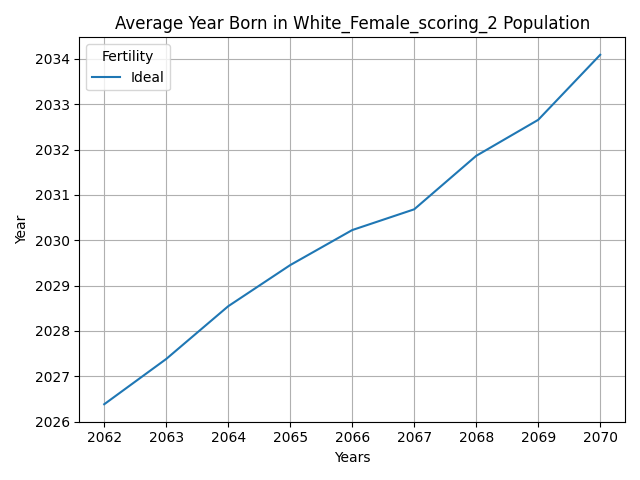 Average Year Born in White_Female_scoring_2 Population
Fertility
Ideal
2034
2033
2032
2031
2030
2029
2028
2027
2026
Year
2062 2063 2064 2065 2066 2067 2068 2069 2070
Years